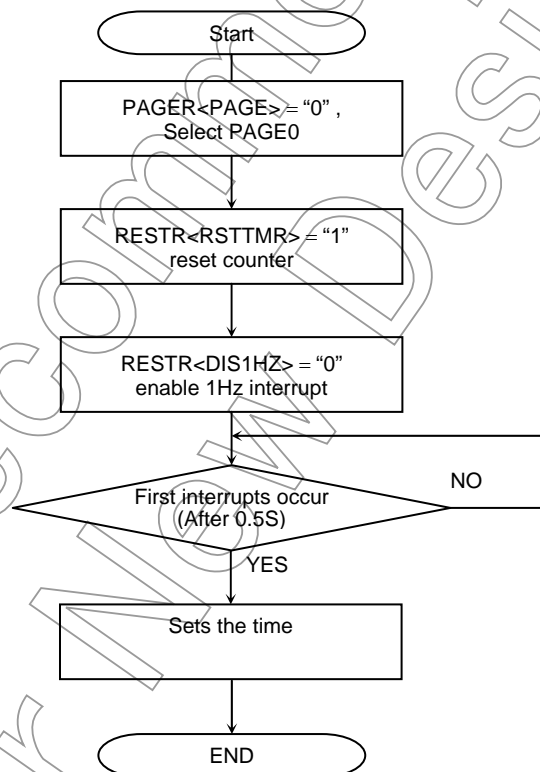 Start
PAGER<PAGE> = “0” ,
Select PAGE0
RESTR<RSTTMR> = “1”
reset counter
RESTR<DIS1HZ> = “0”
enable 1Hz interrupt
First interrupts occur
(After 0.5S)
NO
YES
Sets the time
END